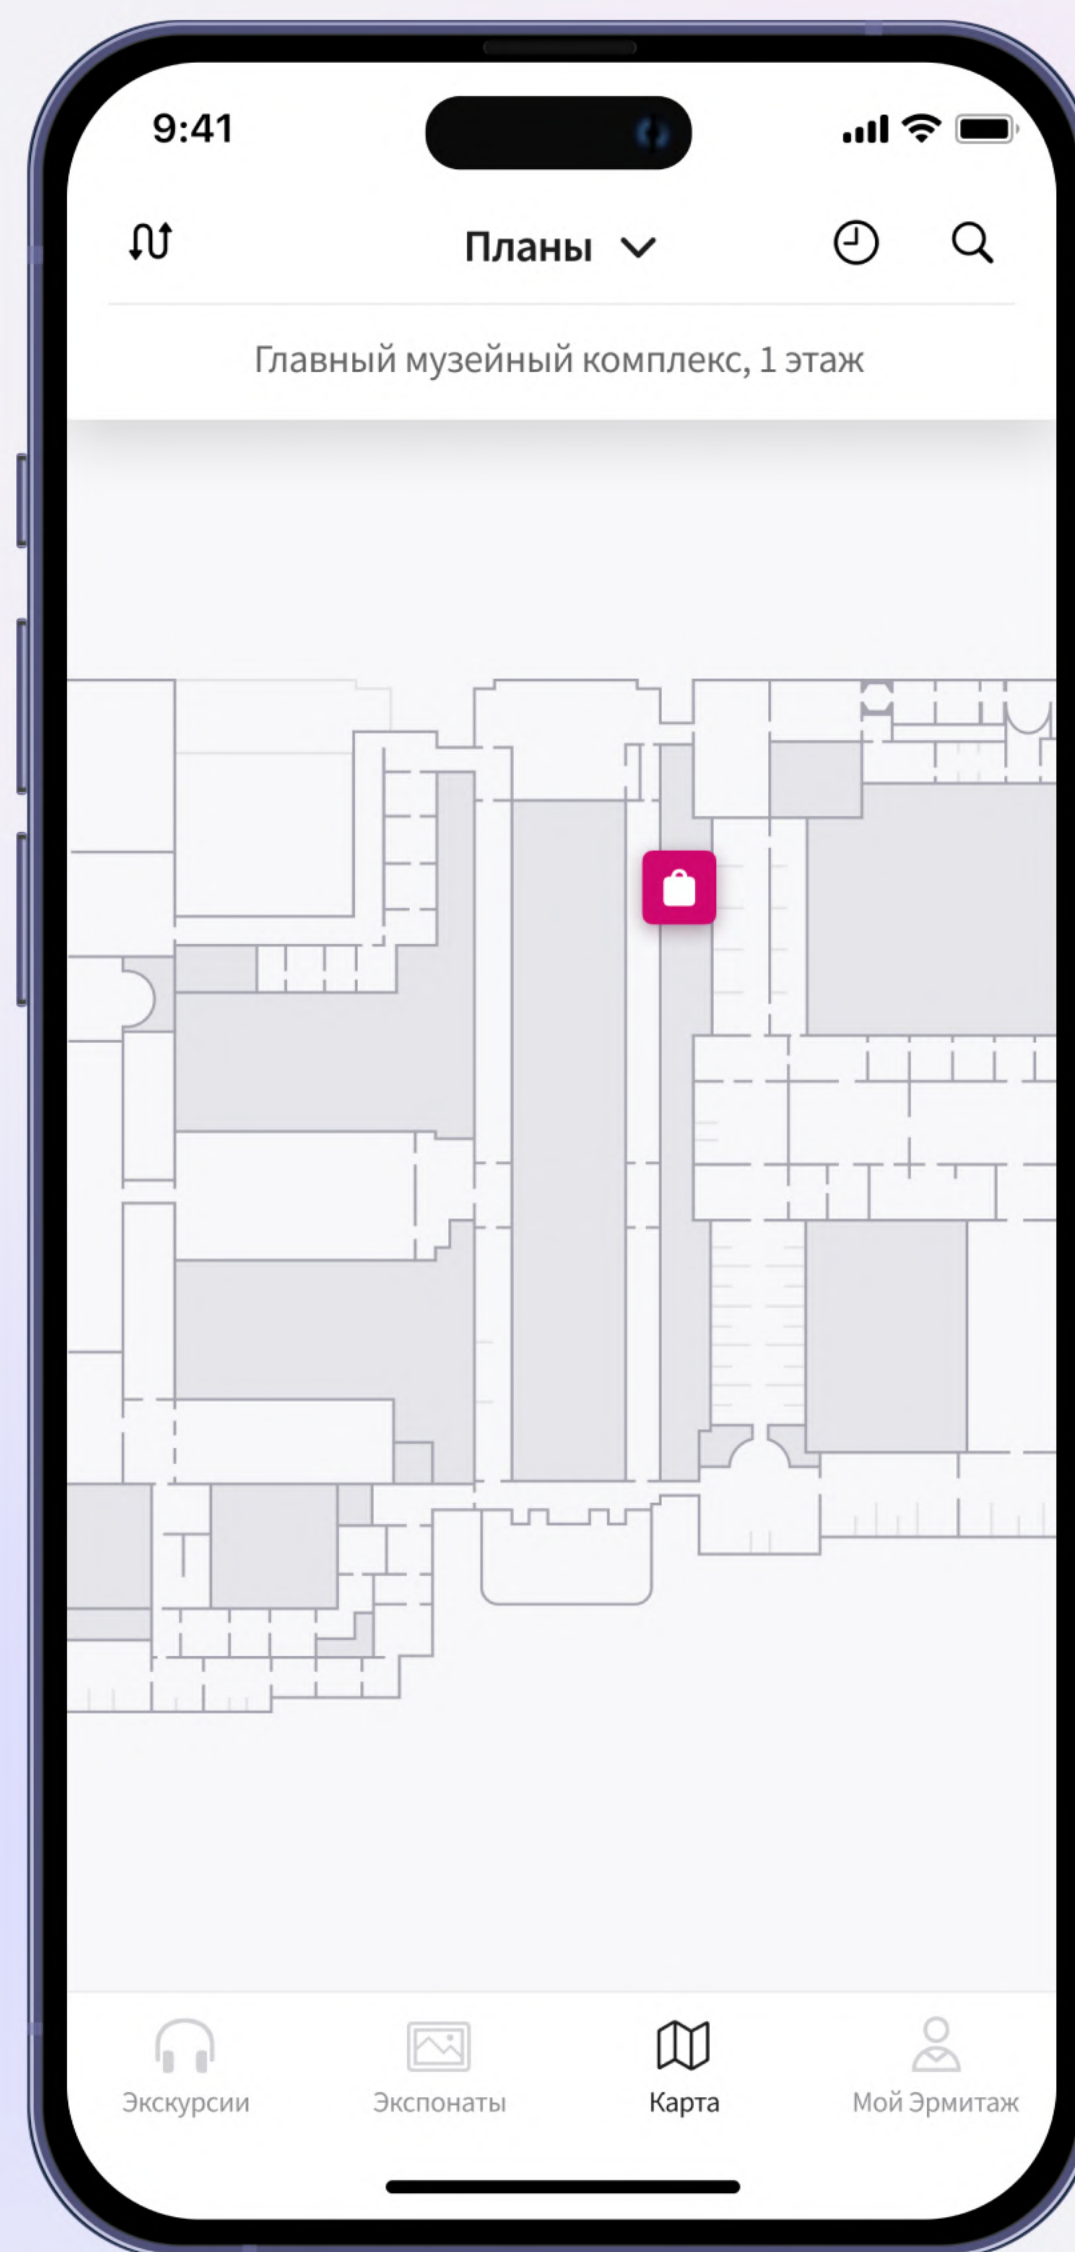 9:41
Планы
Главный музейный комплекс, 1 этаж
Экскурсии
Экспонаты
Карта
Мой Эрмитаж